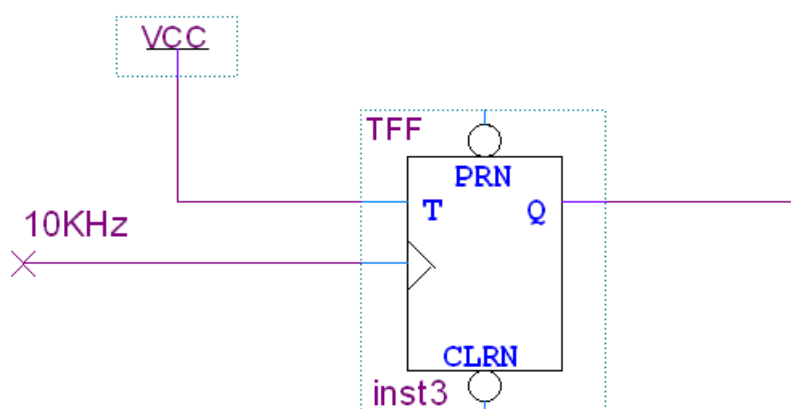 VCC
TFF
PRN
T Q
10KHz
CLRN
inst3